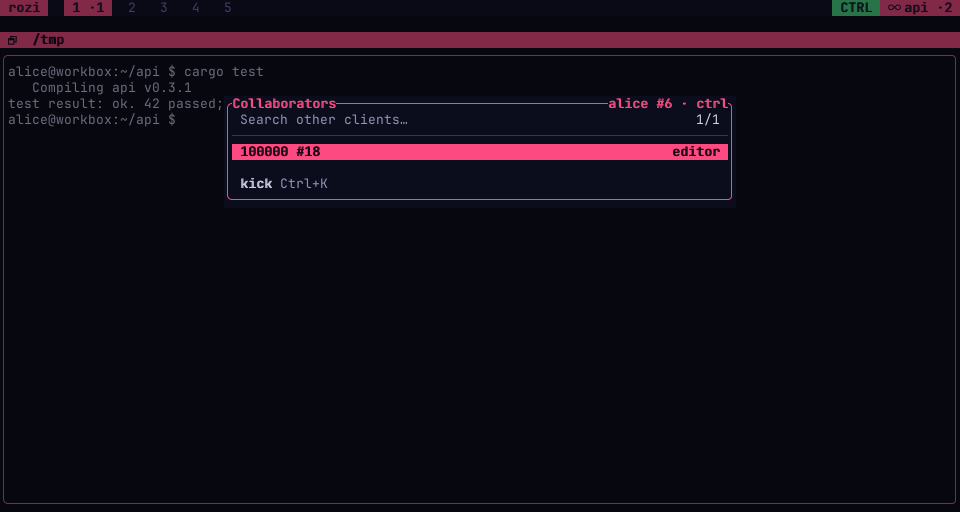 rozi 1 ·1 2 3 4 5 CTRL ∞api ·2
/tmp
alice@workbox:~/api $ cargo test
Compiling api v0.3.1
test result: ok. 42 passed;
alice@workbox:~/api $
Collaborators alice #6 · ctrl
Search other clients… 1/1
100000 #18 editor
kick Ctrl+K